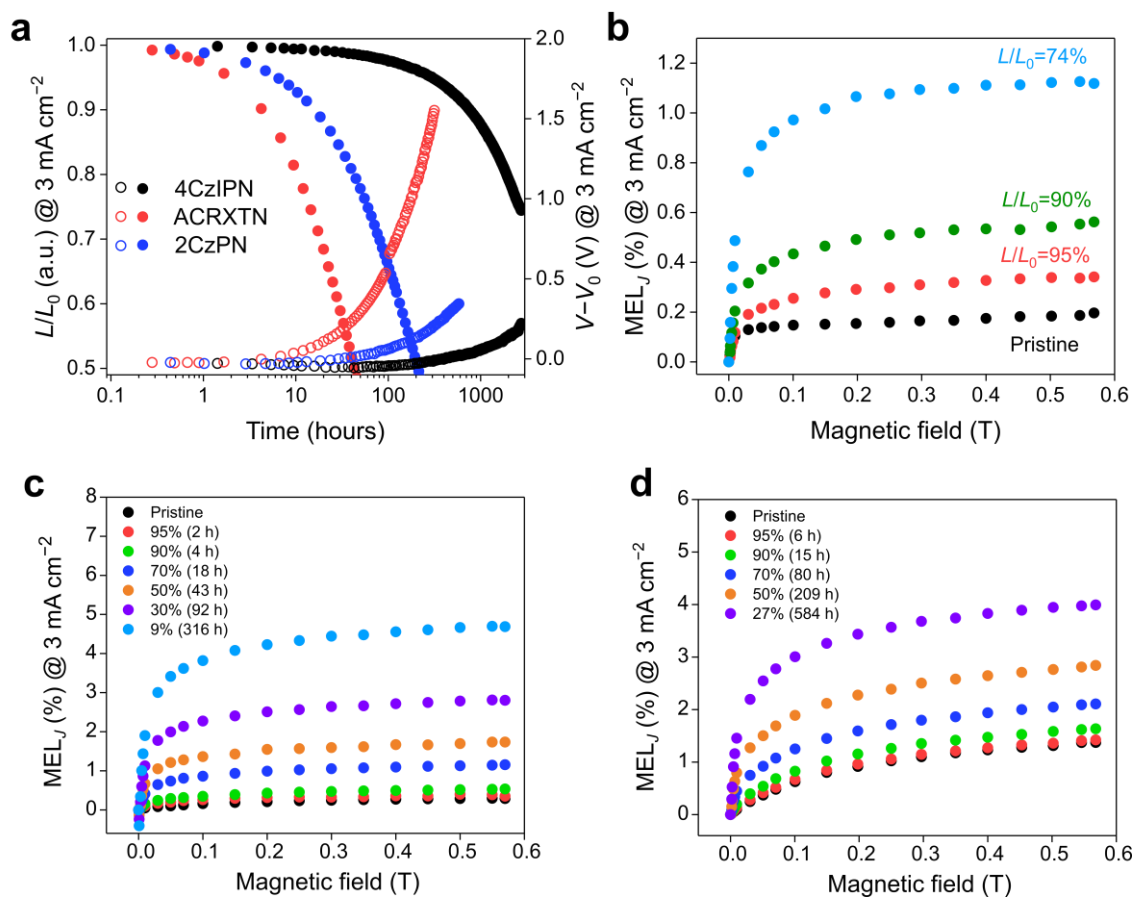 a
L/L₀ (a.u.) @ 3 mA cm⁻²
1.0
0.9
0.8
0.7
0.6
0.5
2.0
1.5
1.0
0.5
0.0
V−V₀ (V) @ 3 mA cm⁻²
4CzIPN
ACRXTN
2CzPN
0.1 1 10 100 1000
Time (hours)
b
MEL_J (%) @ 3 mA cm⁻²
1.2
1.0
0.8
0.6
0.4
0.2
0.0
L/L₀=74%
L/L₀=90%
L/L₀=95%
Pristine
0.0 0.1 0.2 0.3 0.4 0.5 0.6
Magnetic field (T)
c
MEL_J (%) @ 3 mA cm⁻²
8
7
6
5
4
3
2
1
0
Pristine
95% (2 h)
90% (4 h)
70% (18 h)
50% (43 h)
30% (92 h)
9% (316 h)
0.0 0.1 0.2 0.3 0.4 0.5 0.6
Magnetic field (T)
d
MEL_J (%) @ 3 mA cm⁻²
6
5
4
3
2
1
0
Pristine
95% (6 h)
90% (15 h)
70% (80 h)
50% (209 h)
27% (584 h)
0.0 0.1 0.2 0.3 0.4 0.5 0.6
Magnetic field (T)